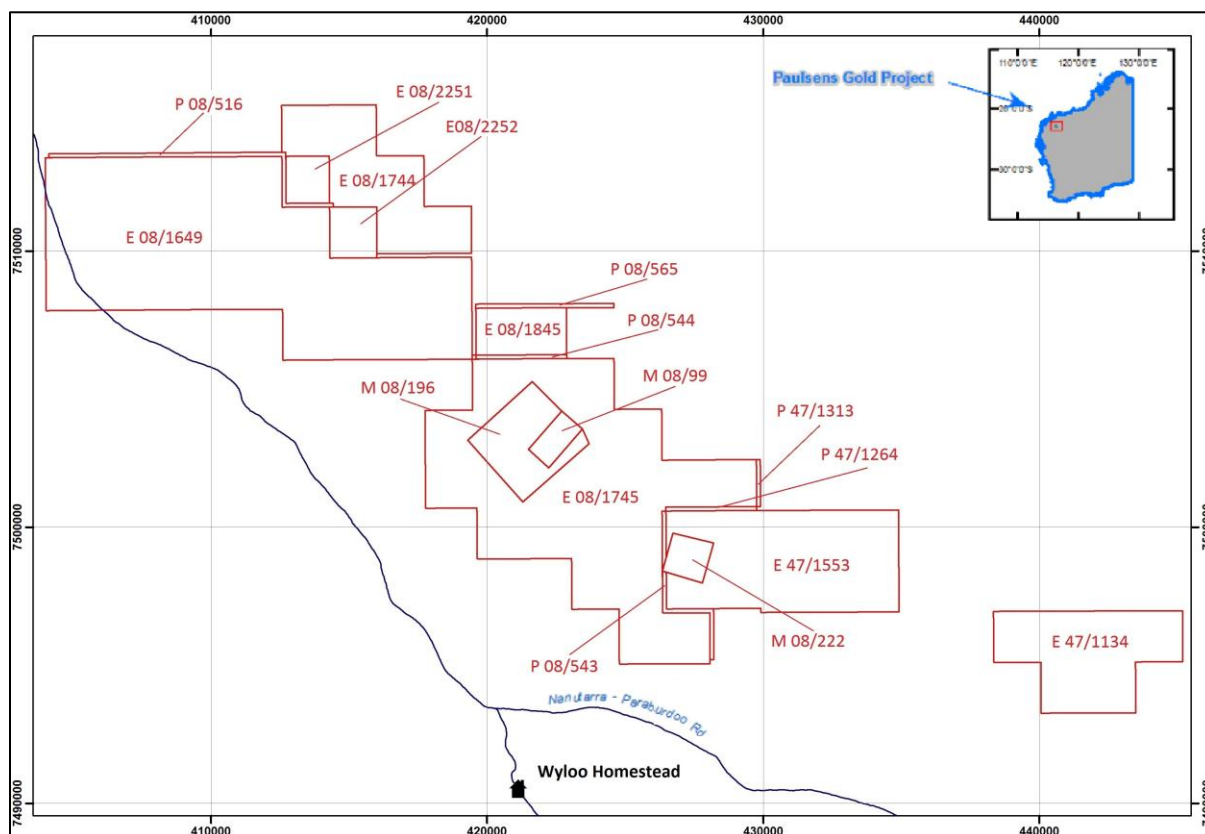 410000
420000
430000
440000
110°0'0"E
120°0'0"E
130°0'0"E
Paulsens Gold Project
30°0'0"S
P 08/516
E 08/2251
E08/2252
E 08/1744
E 08/1649
7510000
P 08/565
E 08/1845
P 08/544
M 08/196
M 08/99
P 47/1313
P 47/1264
E 08/1745
7500000
E 47/1553
P 08/543
M 08/222
E 47/1134
Nanutarra - Paraburdoo Rd
Wyloo Homestead
7490000
410000
420000
430000
440000